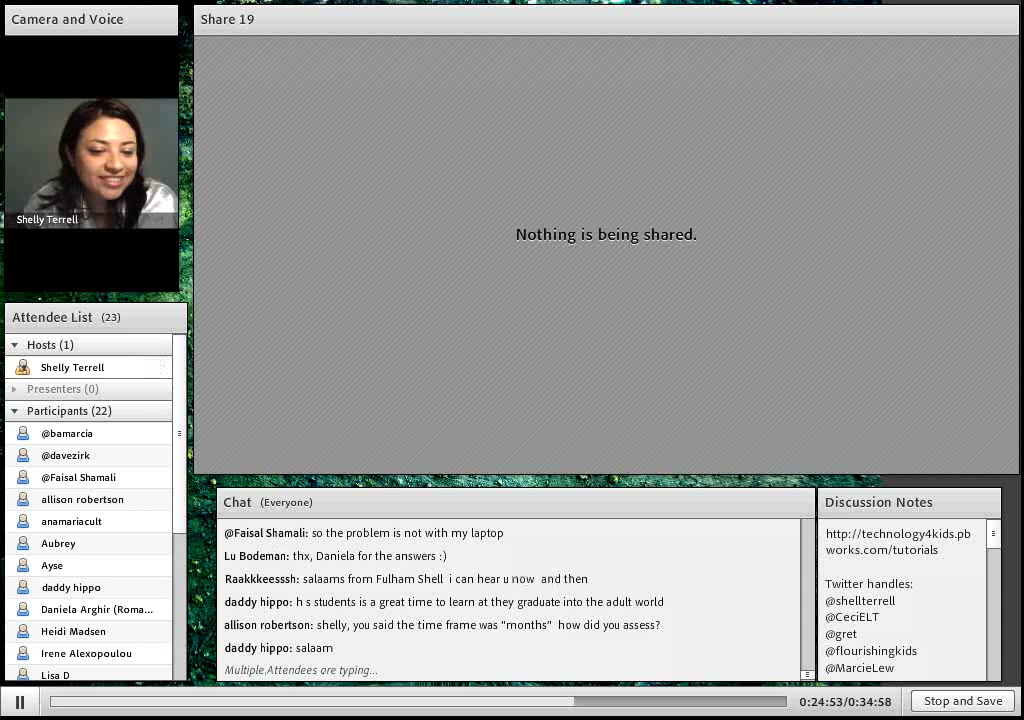 Camera and Voice
Share 19
Shelly Terrell
Nothing is being shared.
Attendee List (23)
Hosts (1)
Shelly Terrell
Presenters (0)
Participants (22)
@bamarcia
@davezirk
@Faisal Shamali
allison robertson
anamariacult
Aubrey
Ayse
daddy hippo
Daniela Arghir (Roma...
Heidi Madsen
Irene Alexopoulou
Lisa D
Chat (Everyone)
@Faisal Shamali: so the problem is not with my laptop
Lu Bodeman: thx, Daniela for the answers :)
Raakkkeesssh: salaams from Fulham Shell i can hear u now and then
daddy hippo: h s students is a great time to learn at they graduate into the adult world
allison robertson: shelly, you said the time frame was "months" how did you assess?
daddy hippo: salaam
Multiple Attendees are typing...
Discussion Notes
http://technology4kids.pb
works.com/tutorials
Twitter handles:
@shellterrell
@CeciELT
@gret
@flourishingkids
@MarcieLew
0:24:53/0:34:58
Stop and Save